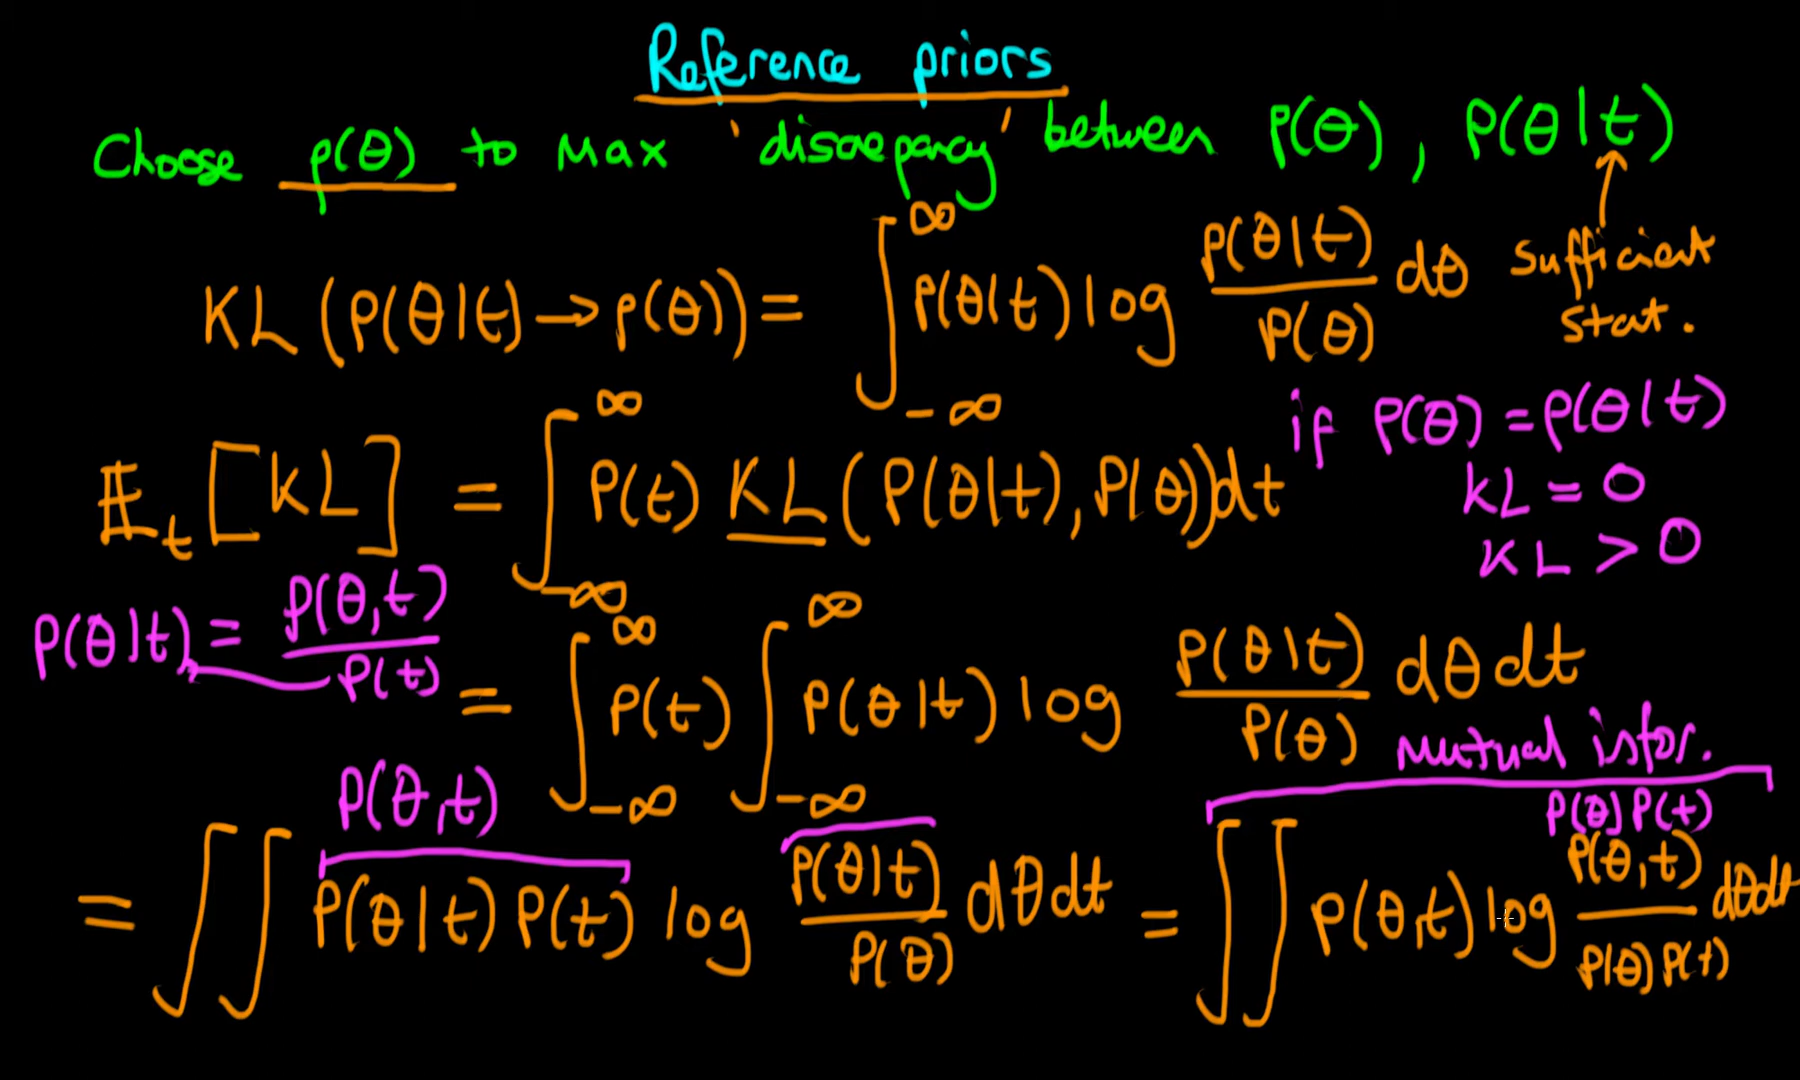 Reference priors
Choose p(θ) to Max 'discrepancy' between P(θ), P(θ|t)
KL (P(θ|t) → p(θ)) = ∫_{-∞}^{∞} P(θ|t) log P(θ|t)/P(θ) dθ
Sufficient
Stat.
if P(θ) = P(θ|t)
KL = 0
KL > 0
𝔼_t [KL] = ∫_{-∞}^{∞} P(t) KL (P(θ|t), P(θ)) dt
P(θ|t) = P(θ,t)/P(t)
= ∫_{-∞}^{∞} P(t) ∫_{-∞}^{∞} P(θ|t) log P(θ|t)/P(θ) dθ dt
Mutual infor.
P(θ,t)
P(θ) P(t)
= ∫∫ P(θ|t) P(t) log P(θ|t)/P(θ) dθ dt = ∫∫ P(θ,t) log P(θ,t)/P(θ)P(t) dθdt